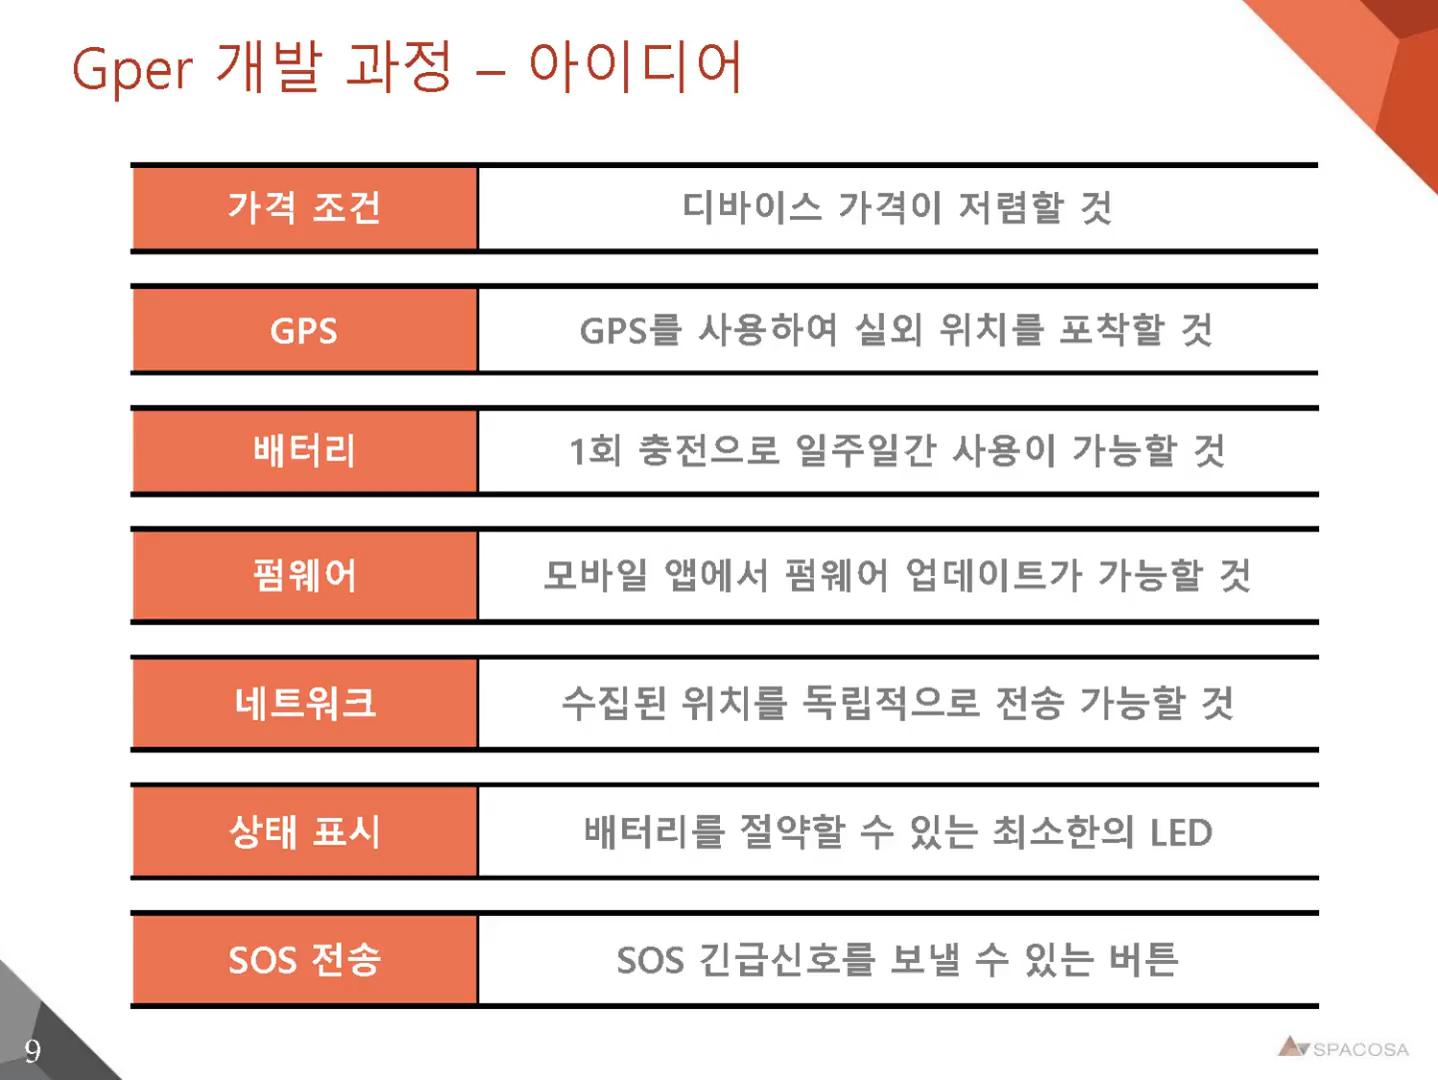 Gper 개발 과정 – 아이디어
가격 조건 디바이스 가격이 저렴할 것
GPS GPS를 사용하여 실외 위치를 포착할 것
배터리 1회 충전으로 일주일간 사용이 가능할 것
펌웨어 모바일 앱에서 펌웨어 업데이트가 가능할 것
네트워크 수집된 위치를 독립적으로 전송 가능할 것
상태 표시 배터리를 절약할 수 있는 최소한의 LED
SOS 전송 SOS 긴급신호를 보낼 수 있는 버튼
9
SPACOSA